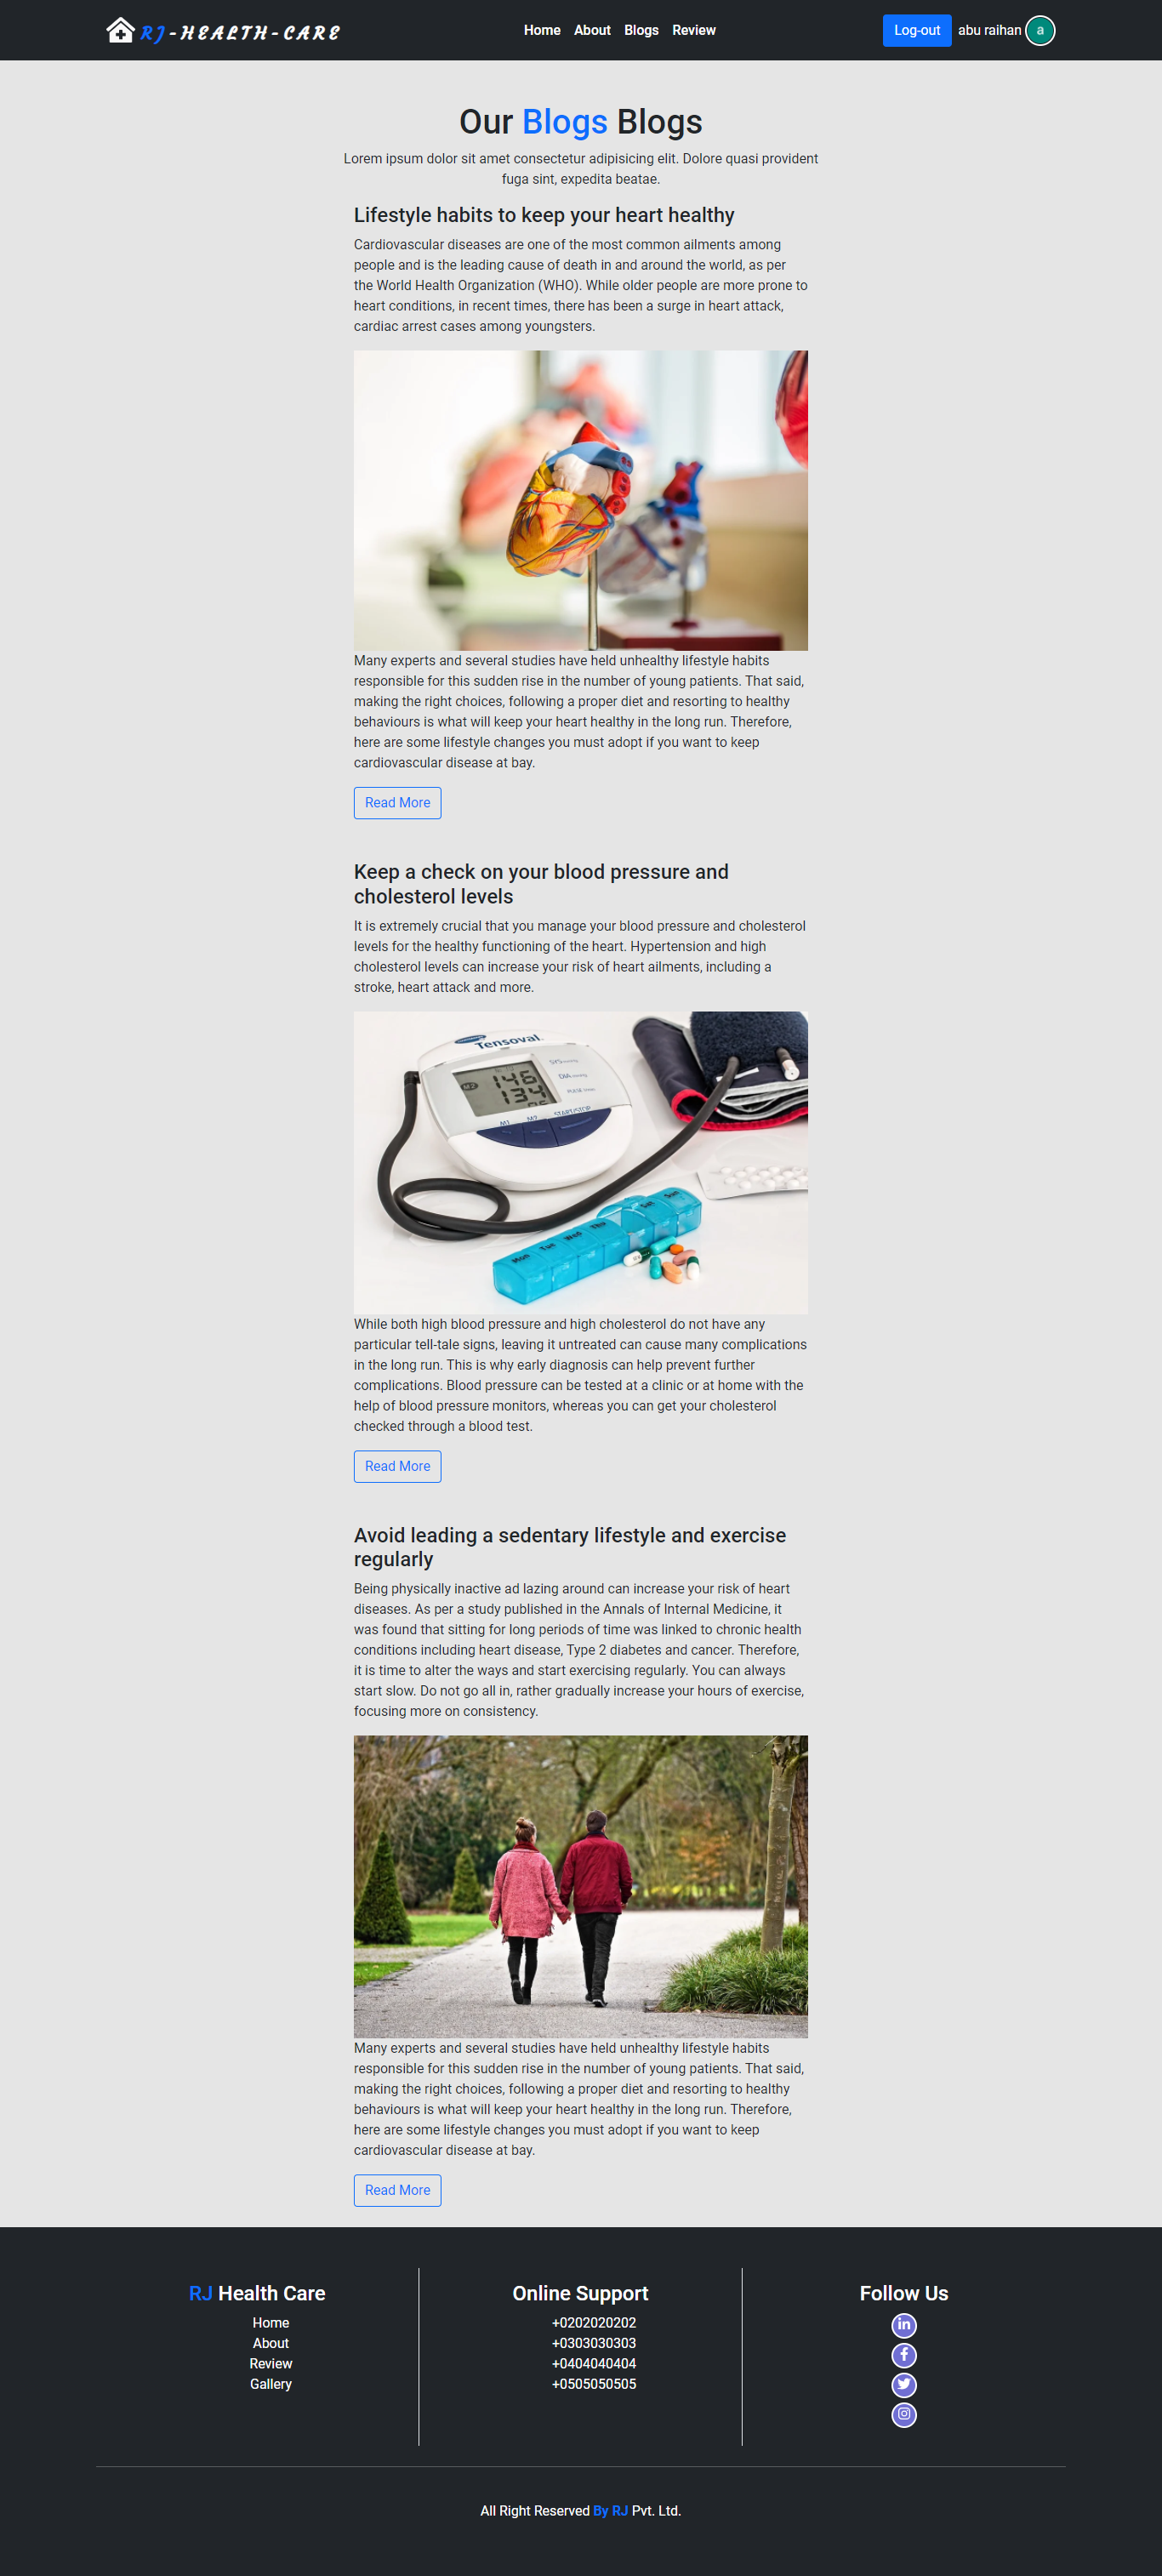 RJ-HEALTH-CARE
Home About Blogs Review
Log-out abu raihan a
Our Blogs Blogs
Lorem ipsum dolor sit amet consectetur adipisicing elit. Dolore quasi provident
fuga sint, expedita beatae.
Lifestyle habits to keep your heart healthy
Cardiovascular diseases are one of the most common ailments among
people and is the leading cause of death in and around the world, as per
the World Health Organization (WHO). While older people are more prone to
heart conditions, in recent times, there has been a surge in heart attack,
cardiac arrest cases among youngsters.
Many experts and several studies have held unhealthy lifestyle habits
responsible for this sudden rise in the number of young patients. That said,
making the right choices, following a proper diet and resorting to healthy
behaviours is what will keep your heart healthy in the long run. Therefore,
here are some lifestyle changes you must adopt if you want to keep
cardiovascular disease at bay.
Read More
Keep a check on your blood pressure and
cholesterol levels
It is extremely crucial that you manage your blood pressure and cholesterol
levels for the healthy functioning of the heart. Hypertension and high
cholesterol levels can increase your risk of heart ailments, including a
stroke, heart attack and more.
Tensoval
SYS
146
DIA
M2
134
PULSE
M1 M2 START/STOP
Mon Tue Wed Thu Sat Sun
While both high blood pressure and high cholesterol do not have any
particular tell-tale signs, leaving it untreated can cause many complications
in the long run. This is why early diagnosis can help prevent further
complications. Blood pressure can be tested at a clinic or at home with the
help of blood pressure monitors, whereas you can get your cholesterol
checked through a blood test.
Read More
Avoid leading a sedentary lifestyle and exercise
regularly
Being physically inactive ad lazing around can increase your risk of heart
diseases. As per a study published in the Annals of Internal Medicine, it
was found that sitting for long periods of time was linked to chronic health
conditions including heart disease, Type 2 diabetes and cancer. Therefore,
it is time to alter the ways and start exercising regularly. You can always
start slow. Do not go all in, rather gradually increase your hours of exercise,
focusing more on consistency.
Many experts and several studies have held unhealthy lifestyle habits
responsible for this sudden rise in the number of young patients. That said,
making the right choices, following a proper diet and resorting to healthy
behaviours is what will keep your heart healthy in the long run. Therefore,
here are some lifestyle changes you must adopt if you want to keep
cardiovascular disease at bay.
Read More
RJ Health Care
Home
About
Review
Gallery
Online Support
+0202020202
+0303030303
+0404040404
+0505050505
Follow Us
All Right Reserved By RJ Pvt. Ltd.